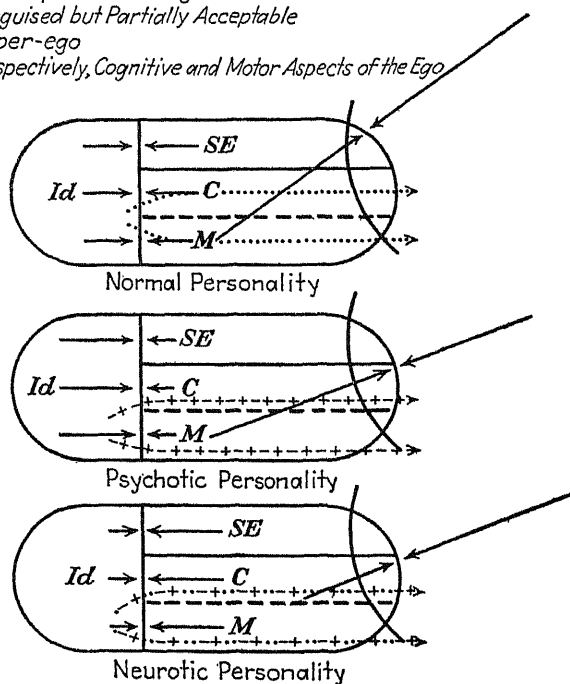 guised but Partially Acceptable
per-ego
spectively, Cognitive and Motor Aspects of the Ego
SE
Id C
M
Normal Personality
SE
Id C
M
Psychotic Personality
SE
Id C
M
Neurotic Personality